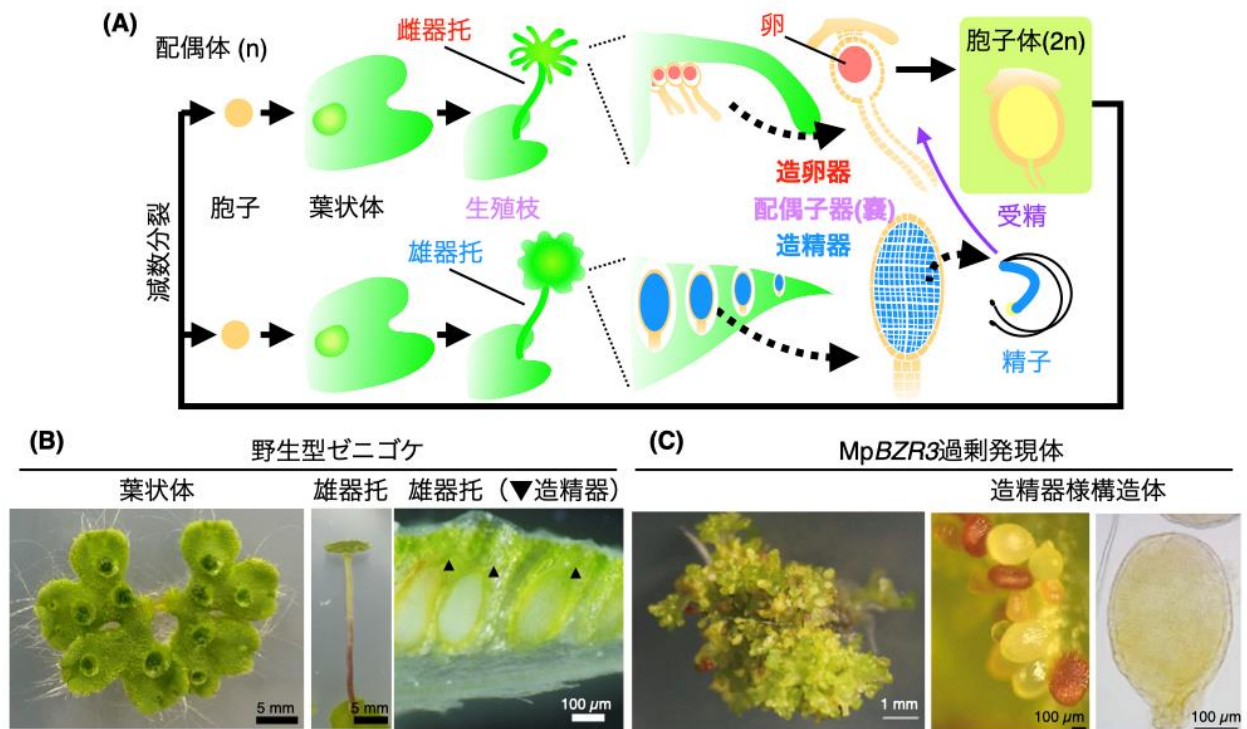 (A)
配偶体 (n)
雌器托
卵
胞子体(2n)
減数分裂
胞子
葉状体
生殖枝
造卵器
配偶子器(嚢)
造精器
受精
雄器托
精子
(B)
野生型ゼニゴケ
葉状体
雄器托
雄器托（▼造精器）
5 mm
5 mm
100 µm
(C)
MpBZR3過剰発現体
造精器様構造体
1 mm
100 µm
100 µm